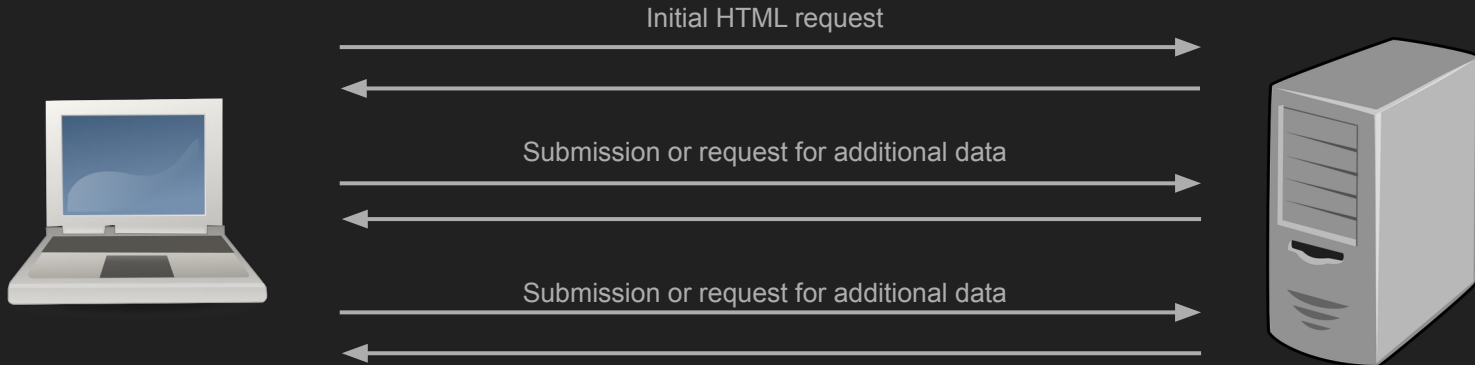 Initial HTML request
Submission or request for additional data
Submission or request for additional data